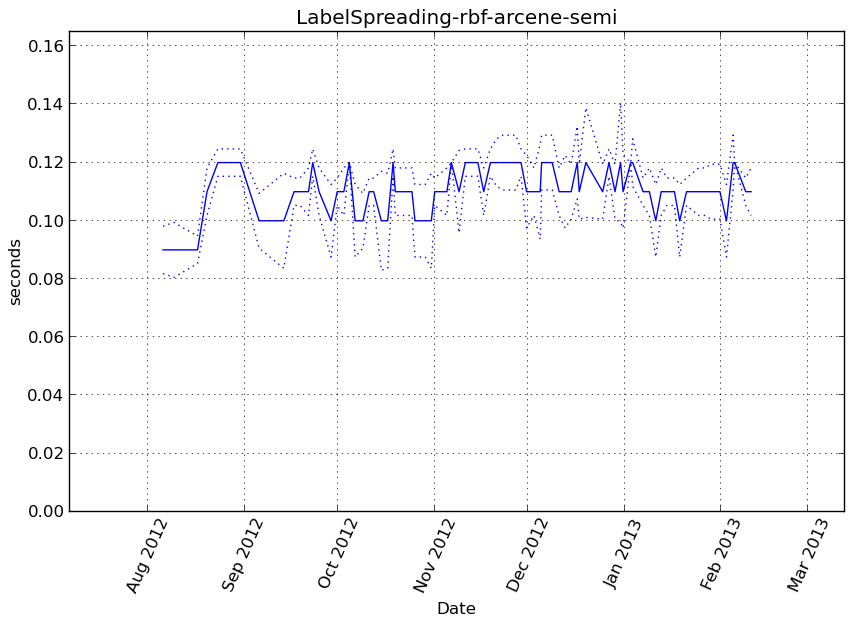 LabelSpreading-rbf-arcene-semi
0.16
0.14
0.12
0.10
0.08
0.06
0.04
0.02
0.00
seconds
Aug 2012
Sep 2012
Oct 2012
Nov 2012
Dec 2012
Jan 2013
Feb 2013
Mar 2013
Date